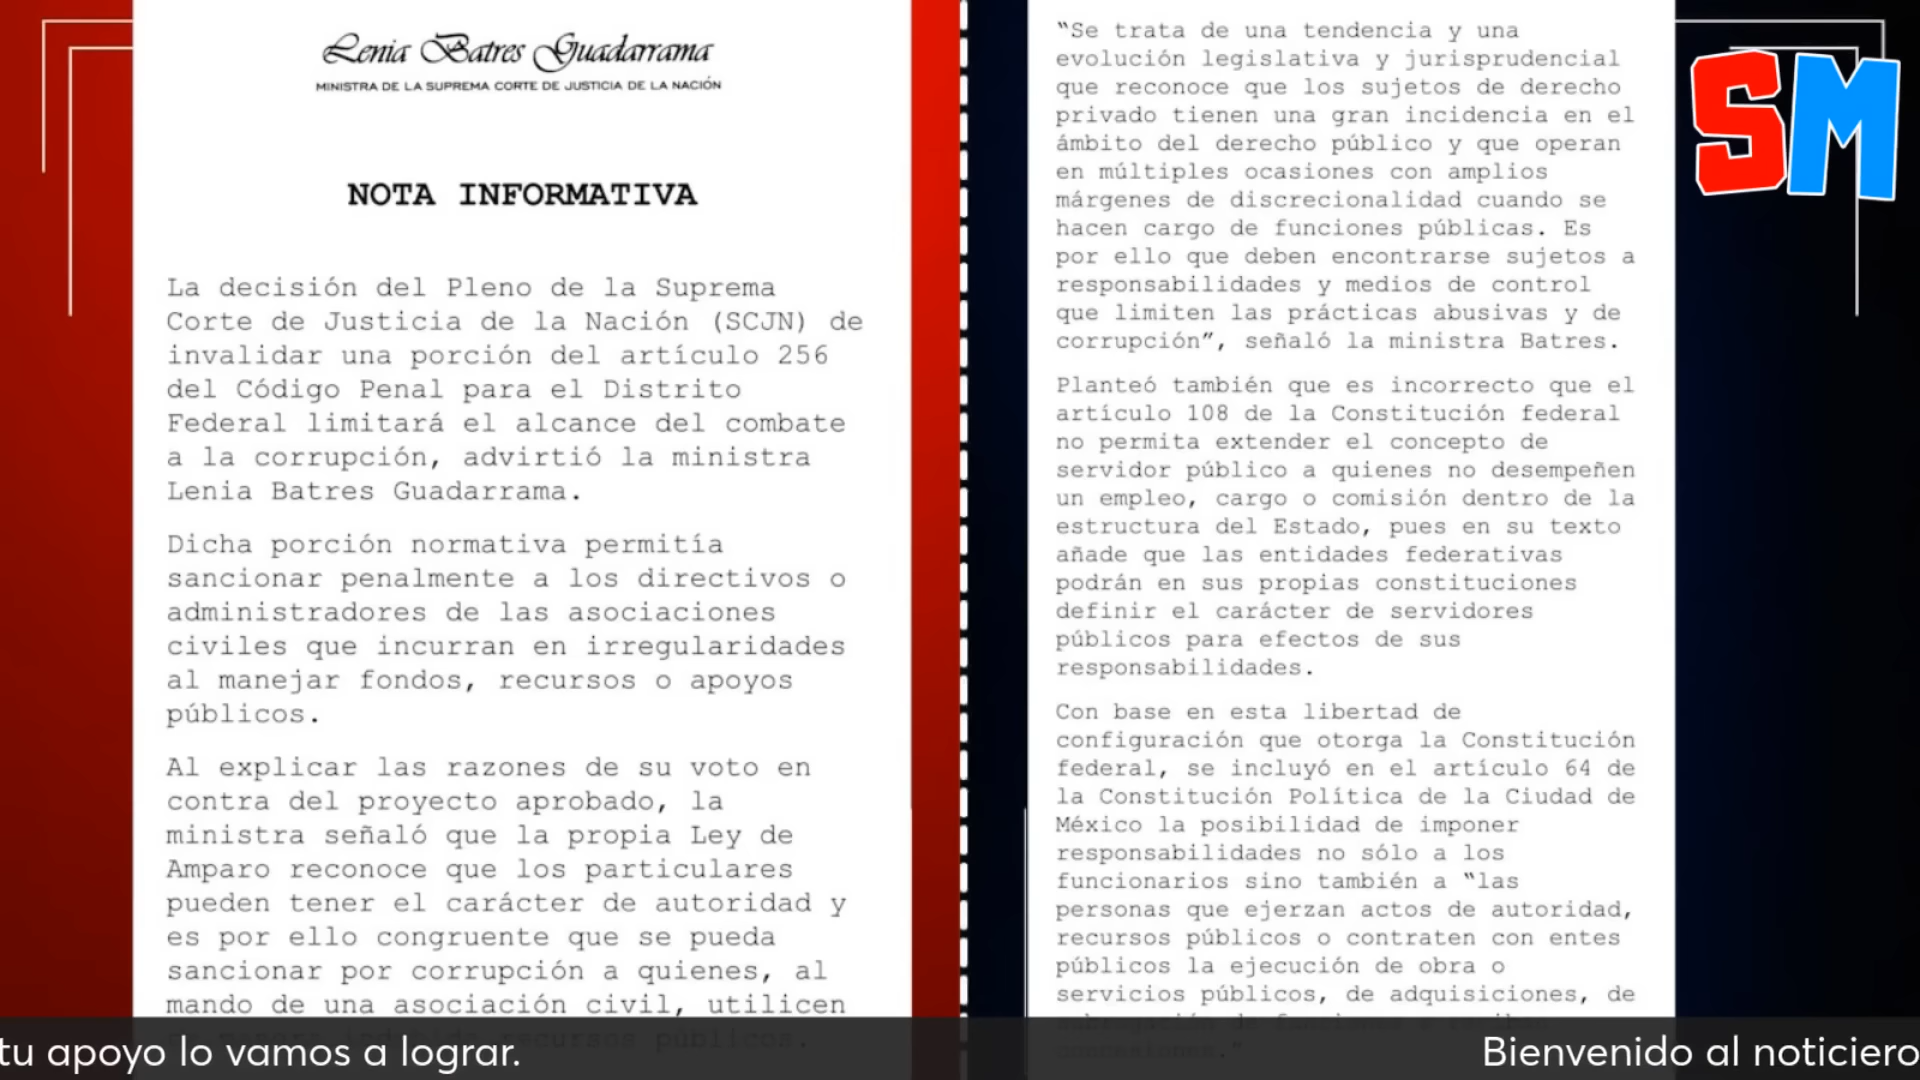 Lenia Batres Guadarrama
MINISTRA DE LA SUPREMA CORTE DE JUSTICIA DE LA NACIÓN
NOTA INFORMATIVA
La decisión del Pleno de la Suprema
Corte de Justicia de la Nación (SCJN) de
invalidar una porción del artículo 256
del Código Penal para el Distrito
Federal limitará el alcance del combate
a la corrupción, advirtió la ministra
Lenia Batres Guadarrama.
Dicha porción normativa permitía
sancionar penalmente a los directivos o
administradores de las asociaciones
civiles que incurran en irregularidades
al manejar fondos, recursos o apoyos
públicos.
Al explicar las razones de su voto en
contra del proyecto aprobado, la
ministra señaló que la propia Ley de
Amparo reconoce que los particulares
pueden tener el carácter de autoridad y
es por ello congruente que se pueda
sancionar por corrupción a quienes, al
mando de una asociación civil, utilicen
recursos públicos.
“Se trata de una tendencia y una
evolución legislativa y jurisprudencial
que reconoce que los sujetos de derecho
privado tienen una gran incidencia en el
ámbito del derecho público y que operan
en múltiples ocasiones con amplios
márgenes de discrecionalidad cuando se
hacen cargo de funciones públicas. Es
por ello que deben encontrarse sujetos a
responsabilidades y medios de control
que limiten las prácticas abusivas y de
corrupción”, señaló la ministra Batres.
Planteó también que es incorrecto que el
artículo 108 de la Constitución federal
no permita extender el concepto de
servidor público a quienes no desempeñen
un empleo, cargo o comisión dentro de la
estructura del Estado, pues en su texto
añade que las entidades federativas
podrán en sus propias constituciones
definir el carácter de servidores
públicos para efectos de sus
responsabilidades.
Con base en esta libertad de
configuración que otorga la Constitución
federal, se incluyó en el artículo 64 de
la Constitución Política de la Ciudad de
México la posibilidad de imponer
responsabilidades no sólo a los
funcionarios sino también a “las
personas que ejerzan actos de autoridad,
recursos públicos o contraten con entes
públicos la ejecución de obra o
servicios públicos, de adquisiciones, de
SM
tu apoyo lo vamos a lograr.
Bienvenido al noticiero